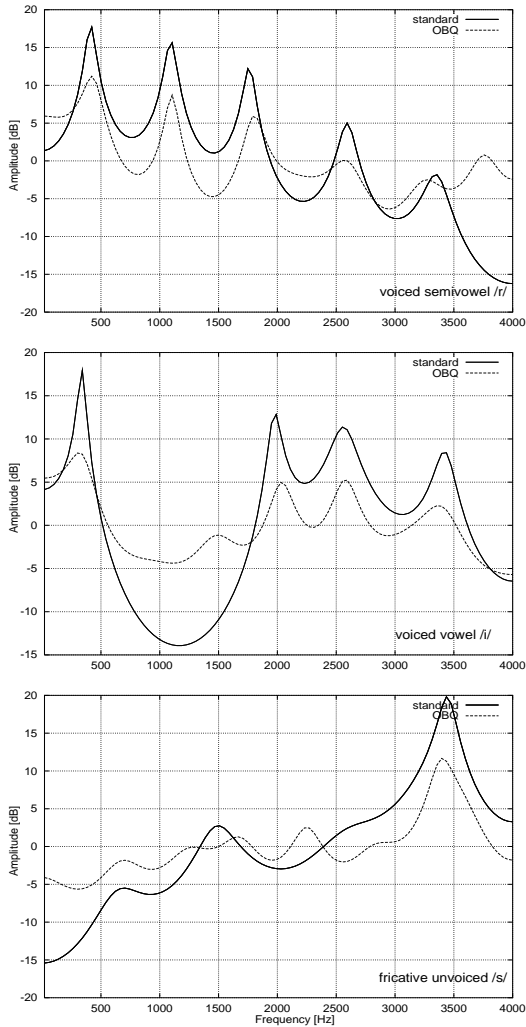 20
15
10
5
0
-5
-10
-15
-20
Amplitude [dB]
standard
OBQ
voiced semivowel /r/
500 1000 1500 2000 2500 3000 3500 4000
20
15
10
5
0
-5
-10
-15
Amplitude [dB]
standard
OBQ
voiced vowel /i/
500 1000 1500 2000 2500 3000 3500 4000
20
15
10
5
0
-5
-10
-15
-20
Amplitude [dB]
standard
OBQ
fricative unvoiced /s/
500 1000 1500 2000 2500 3000 3500 4000
Frequency [Hz]